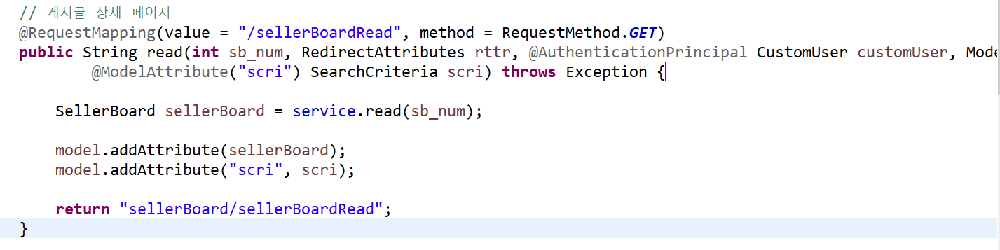 // 게시글 상세 페이지
@RequestMapping(value = "/sellerBoardRead", method = RequestMethod.GET)
public String read(int sb_num, RedirectAttributes rttr, @AuthenticationPrincipal CustomUser customUser,
@ModelAttribute("scri") SearchCriteria scri) throws Exception {
SellerBoard sellerBoard = service.read(sb_num);
model.addAttribute(sellerBoard);
model.addAttribute("scri", scri);
return "sellerBoard/sellerBoardRead";
}